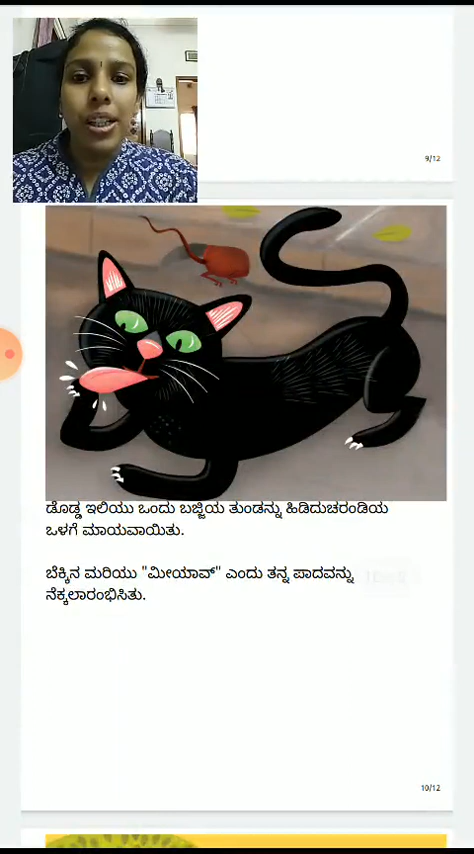 9/12
ಡೊಡ್ಡ ಇಲಿಯು ಒಂದು ಬಜ್ಜಿಯ ತುಂಡನ್ನು ಹಿಡಿದುಚರಂಡಿಯ
ಒಳಗೆ ಮಾಯವಾಯಿತು.
ಬೆಕ್ಕಿನ ಮರಿಯು "ಮೀಯಾವ್" ಎಂದು ತನ್ನ ಪಾದವನ್ನು
ನೆಕ್ಕಲಾರಂಭಿಸಿತು.
10/12